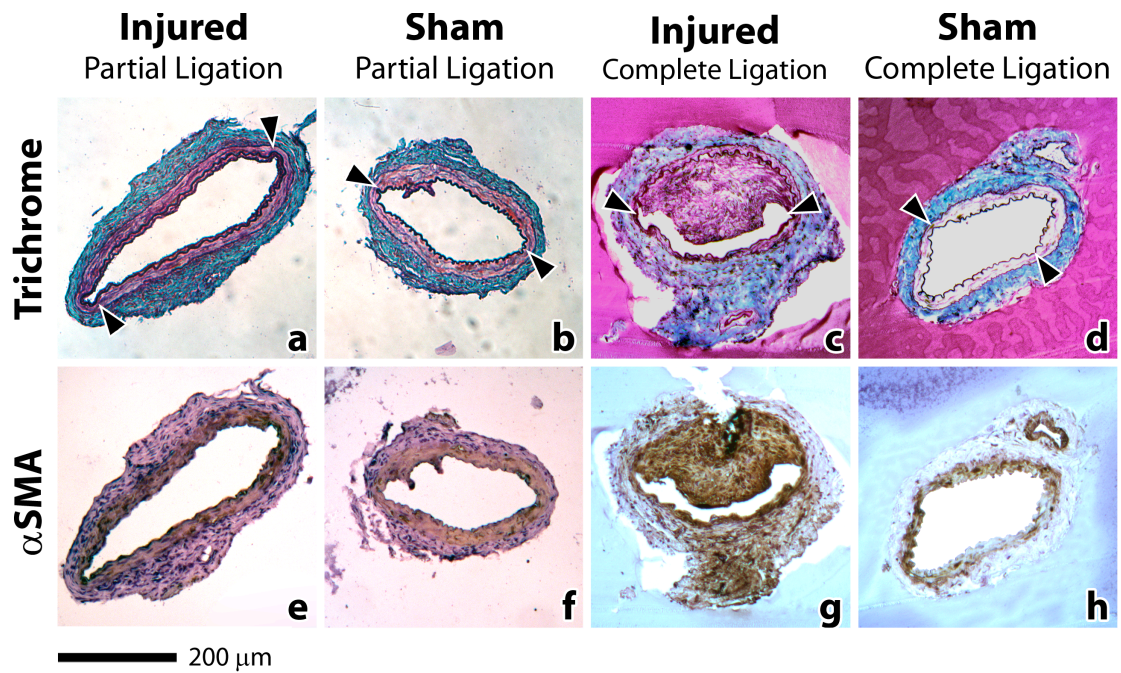 Injured
Partial Ligation
Sham
Partial Ligation
Injured
Complete Ligation
Sham
Complete Ligation
Trichrome
a
b
c
d
αSMA
e
f
g
h
200 μm